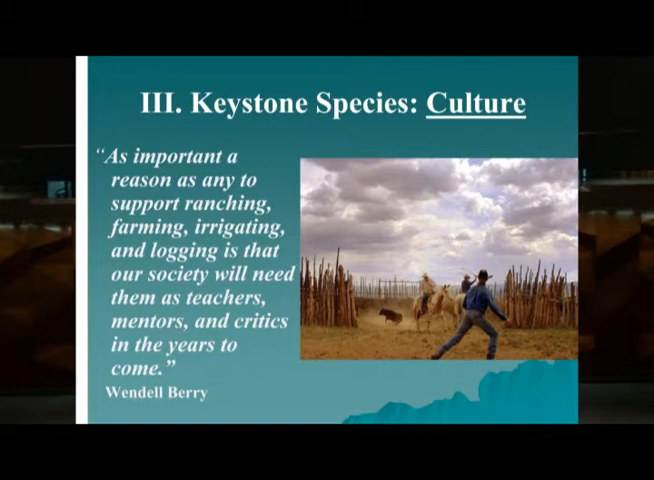 III. Keystone Species: Culture
“As important a
reason as any to
support ranching,
farming, irrigating,
and logging is that
our society will need
them as teachers,
mentors, and critics
in the years to
come.”
Wendell Berry